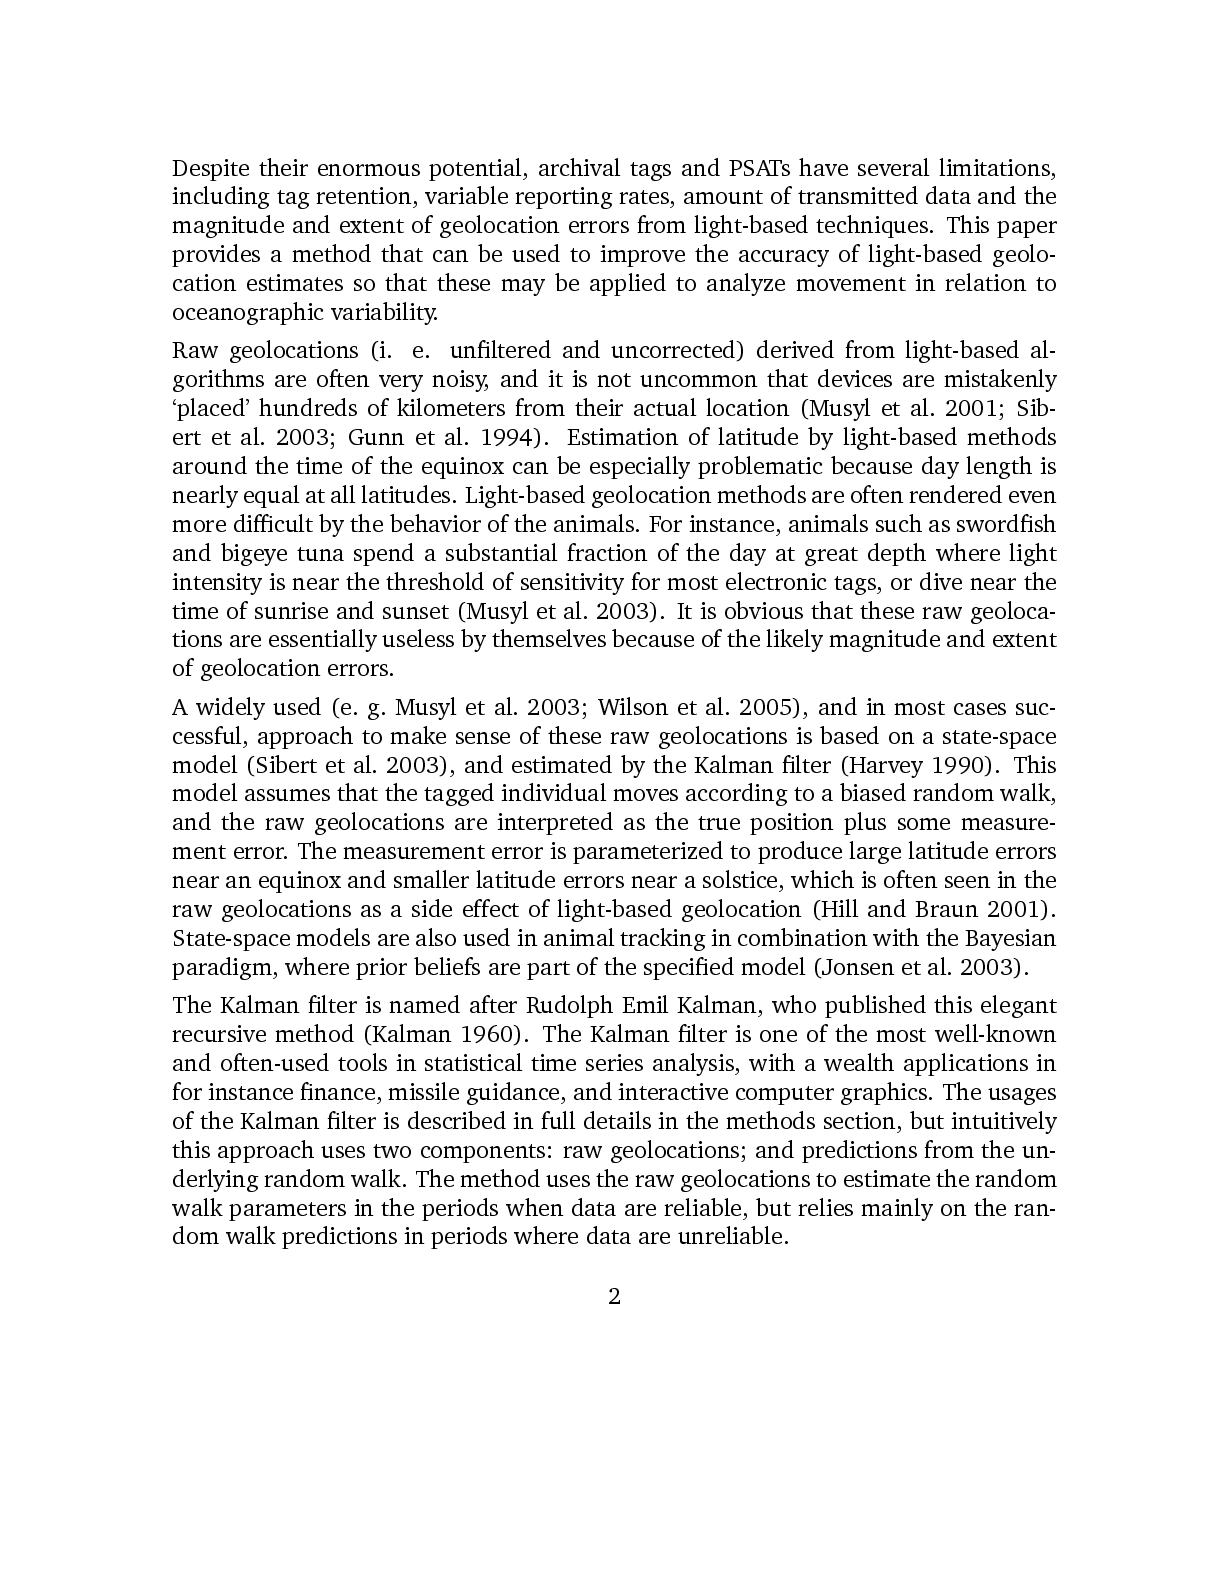 Despite their enormous potential, archival tags and PSATs have several limitations,
including tag retention, variable reporting rates, amount of transmitted data and the
magnitude and extent of geolocation errors from light-based techniques. This paper
provides a method that can be used to improve the accuracy of light-based geolo-
cation estimates so that these may be applied to analyze movement in relation to
oceanographic variability.
Raw geolocations (i. e. unfiltered and uncorrected) derived from light-based al-
gorithms are often very noisy, and it is not uncommon that devices are mistakenly
‘placed’ hundreds of kilometers from their actual location (Musyl et al. 2001; Sib-
ert et al. 2003; Gunn et al. 1994). Estimation of latitude by light-based methods
around the time of the equinox can be especially problematic because day length is
nearly equal at all latitudes. Light-based geolocation methods are often rendered even
more difficult by the behavior of the animals. For instance, animals such as swordfish
and bigeye tuna spend a substantial fraction of the day at great depth where light
intensity is near the threshold of sensitivity for most electronic tags, or dive near the
time of sunrise and sunset (Musyl et al. 2003). It is obvious that these raw geoloca-
tions are essentially useless by themselves because of the likely magnitude and extent
of geolocation errors.
A widely used (e. g. Musyl et al. 2003; Wilson et al. 2005), and in most cases suc-
cessful, approach to make sense of these raw geolocations is based on a state-space
model (Sibert et al. 2003), and estimated by the Kalman filter (Harvey 1990). This
model assumes that the tagged individual moves according to a biased random walk,
and the raw geolocations are interpreted as the true position plus some measure-
ment error. The measurement error is parameterized to produce large latitude errors
near an equinox and smaller latitude errors near a solstice, which is often seen in the
raw geolocations as a side effect of light-based geolocation (Hill and Braun 2001).
State-space models are also used in animal tracking in combination with the Bayesian
paradigm, where prior beliefs are part of the specified model (Jonsen et al. 2003).
The Kalman filter is named after Rudolph Emil Kalman, who published this elegant
recursive method (Kalman 1960). The Kalman filter is one of the most well-known
and often-used tools in statistical time series analysis, with a wealth applications in
for instance finance, missile guidance, and interactive computer graphics. The usages
of the Kalman filter is described in full details in the methods section, but intuitively
this approach uses two components: raw geolocations; and predictions from the un-
derlying random walk. The method uses the raw geolocations to estimate the random
walk parameters in the periods when data are reliable, but relies mainly on the ran-
dom walk predictions in periods where data are unreliable.
2